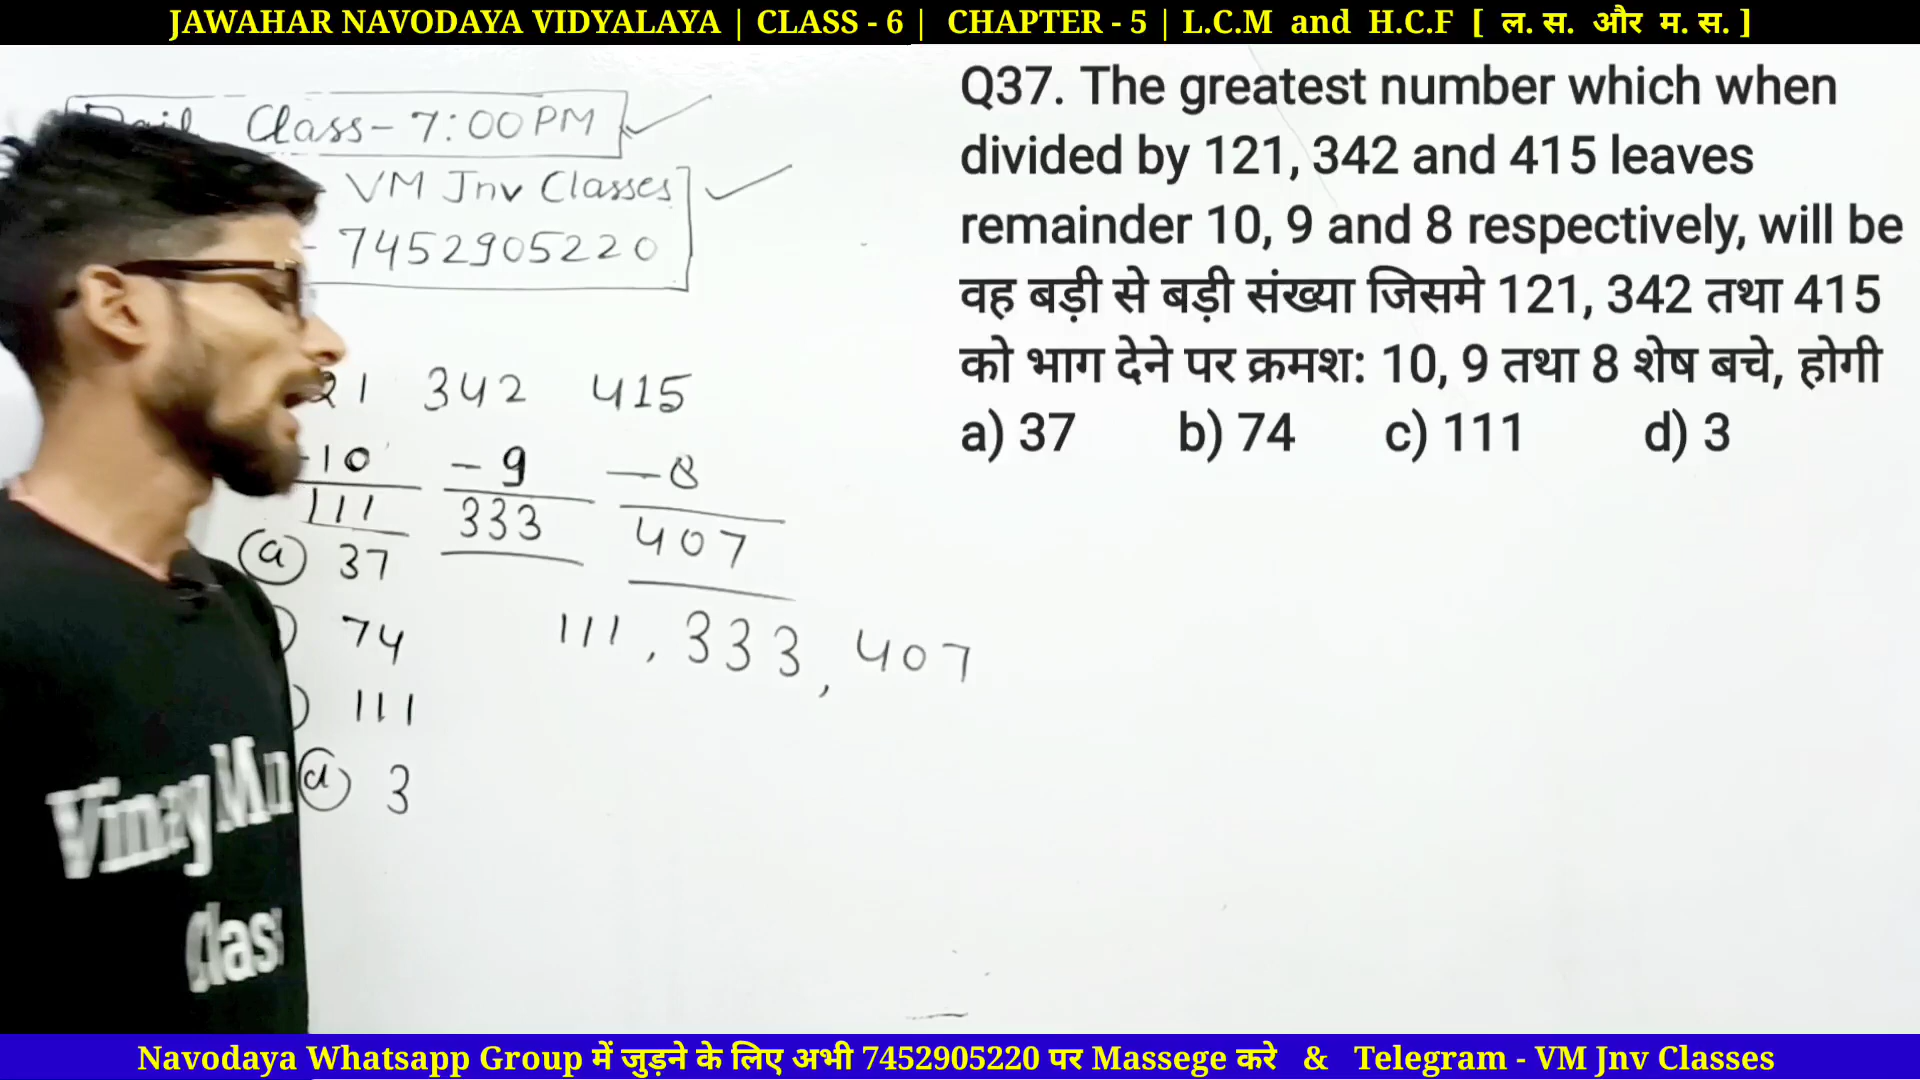 JAWAHAR NAVODAYA VIDYALAYA | CLASS - 6 | CHAPTER - 5 | L.C.M and H.C.F [ ल. स. और म. स. ]
Class - 7:00 PM
VM Jnv Classes
- 7452905220
Q37. The greatest number which when
divided by 121, 342 and 415 leaves
remainder 10, 9 and 8 respectively, will be
वह बड़ी से बड़ी संख्या जिसमे 121, 342 तथा 415
को भाग देने पर क्रमश: 10, 9 तथा 8 शेष बचे, होगी
a) 37 b) 74 c) 111 d) 3
21 342 415
-10 - 9 - 8
111 333 407
(a) 37
) 74
111, 333, 407
) 111
(d) 3
Vinay
Clas
Navodaya Whatsapp Group में जुड़ने के लिए अभी 7452905220 पर Massege करे & Telegram - VM Jnv Classes